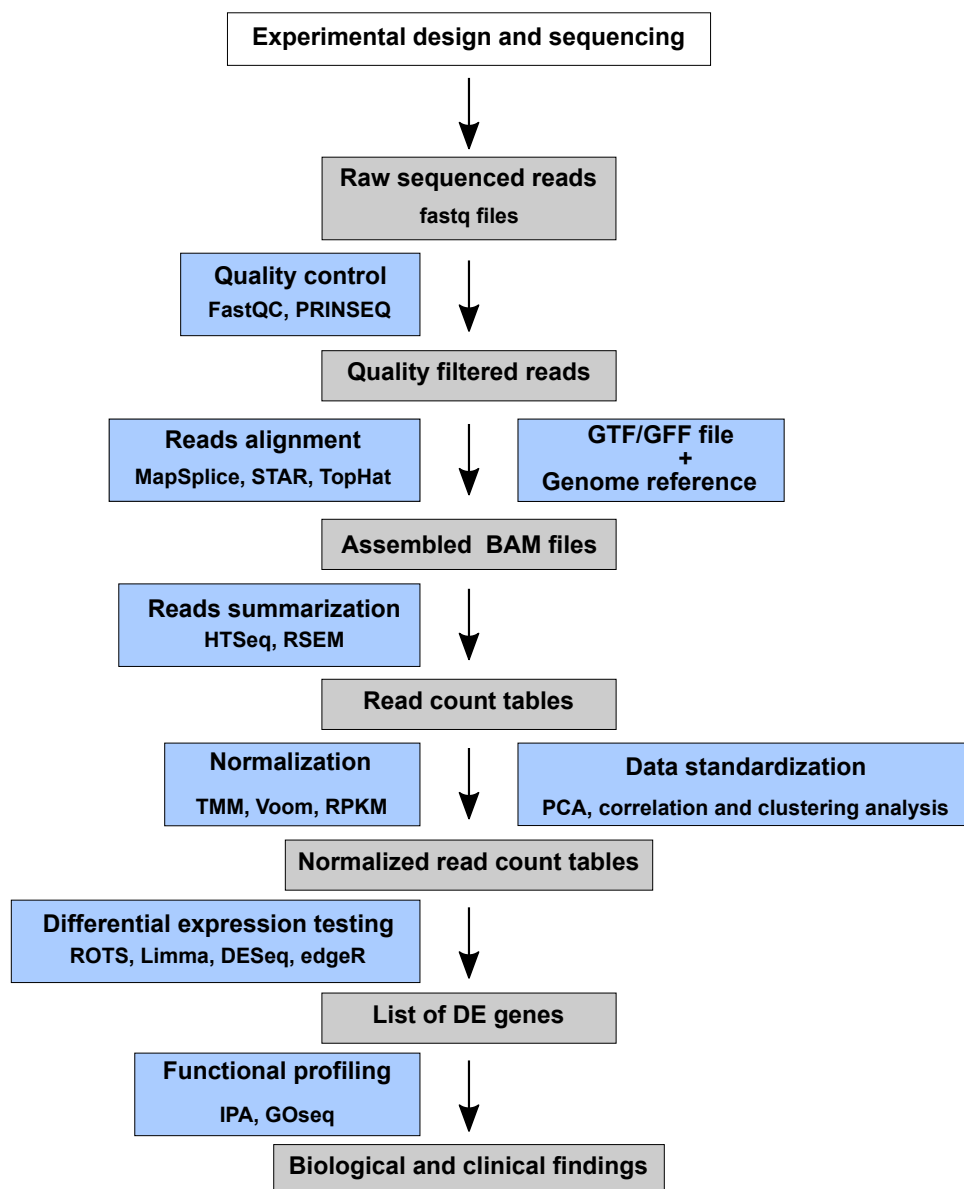 Experimental design and sequencing
Raw sequenced reads
fastq files
Quality control
FastQC, PRINSEQ
Quality filtered reads
Reads alignment
MapSplice, STAR, TopHat
GTF/GFF file
+
Genome reference
Assembled BAM files
Reads summarization
HTSeq, RSEM
Read count tables
Normalization
TMM, Voom, RPKM
Data standardization
PCA, correlation and clustering analysis
Normalized read count tables
Differential expression testing
ROTS, Limma, DESeq, edgeR
List of DE genes
Functional profiling
IPA, GOseq
Biological and clinical findings